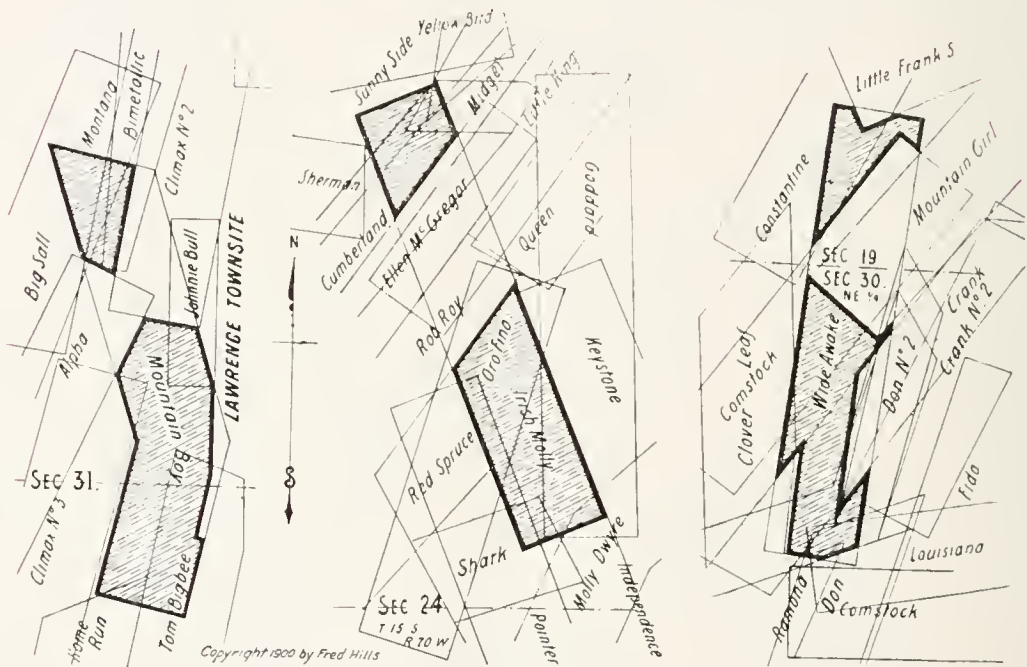 Montana
Bimetallic
Climax Nº 2
Big Sall
Alpha
Johnnie Bull
LAWRENCE TOWNSITE
Mountain Boy
SEC 31.
Climax Nº 3
Home Run
Tom Bigbee
Copyright 1900 by Fred Hills
Sunny Side
Yellow Bird
Midget
Sherman
Cumberland
Ellen McGregor
Queen
Goddard
N
S
Rob Roy
Orofino
Irish Molly
Keystone
Red Spruce
Shark
SEC 24
T 15 S
R 70 W
Pointer
Molly Dwyre
Independence
Little Frank S
Constantine
Mountain Girl
SEC 19
SEC 30.
NE ¼
Crank
Crank Nº 2
Don Nº 2
Wide Awake
Comstock
Clover Leaf
Fido
Louisiana
Ramona
Don
Comstock